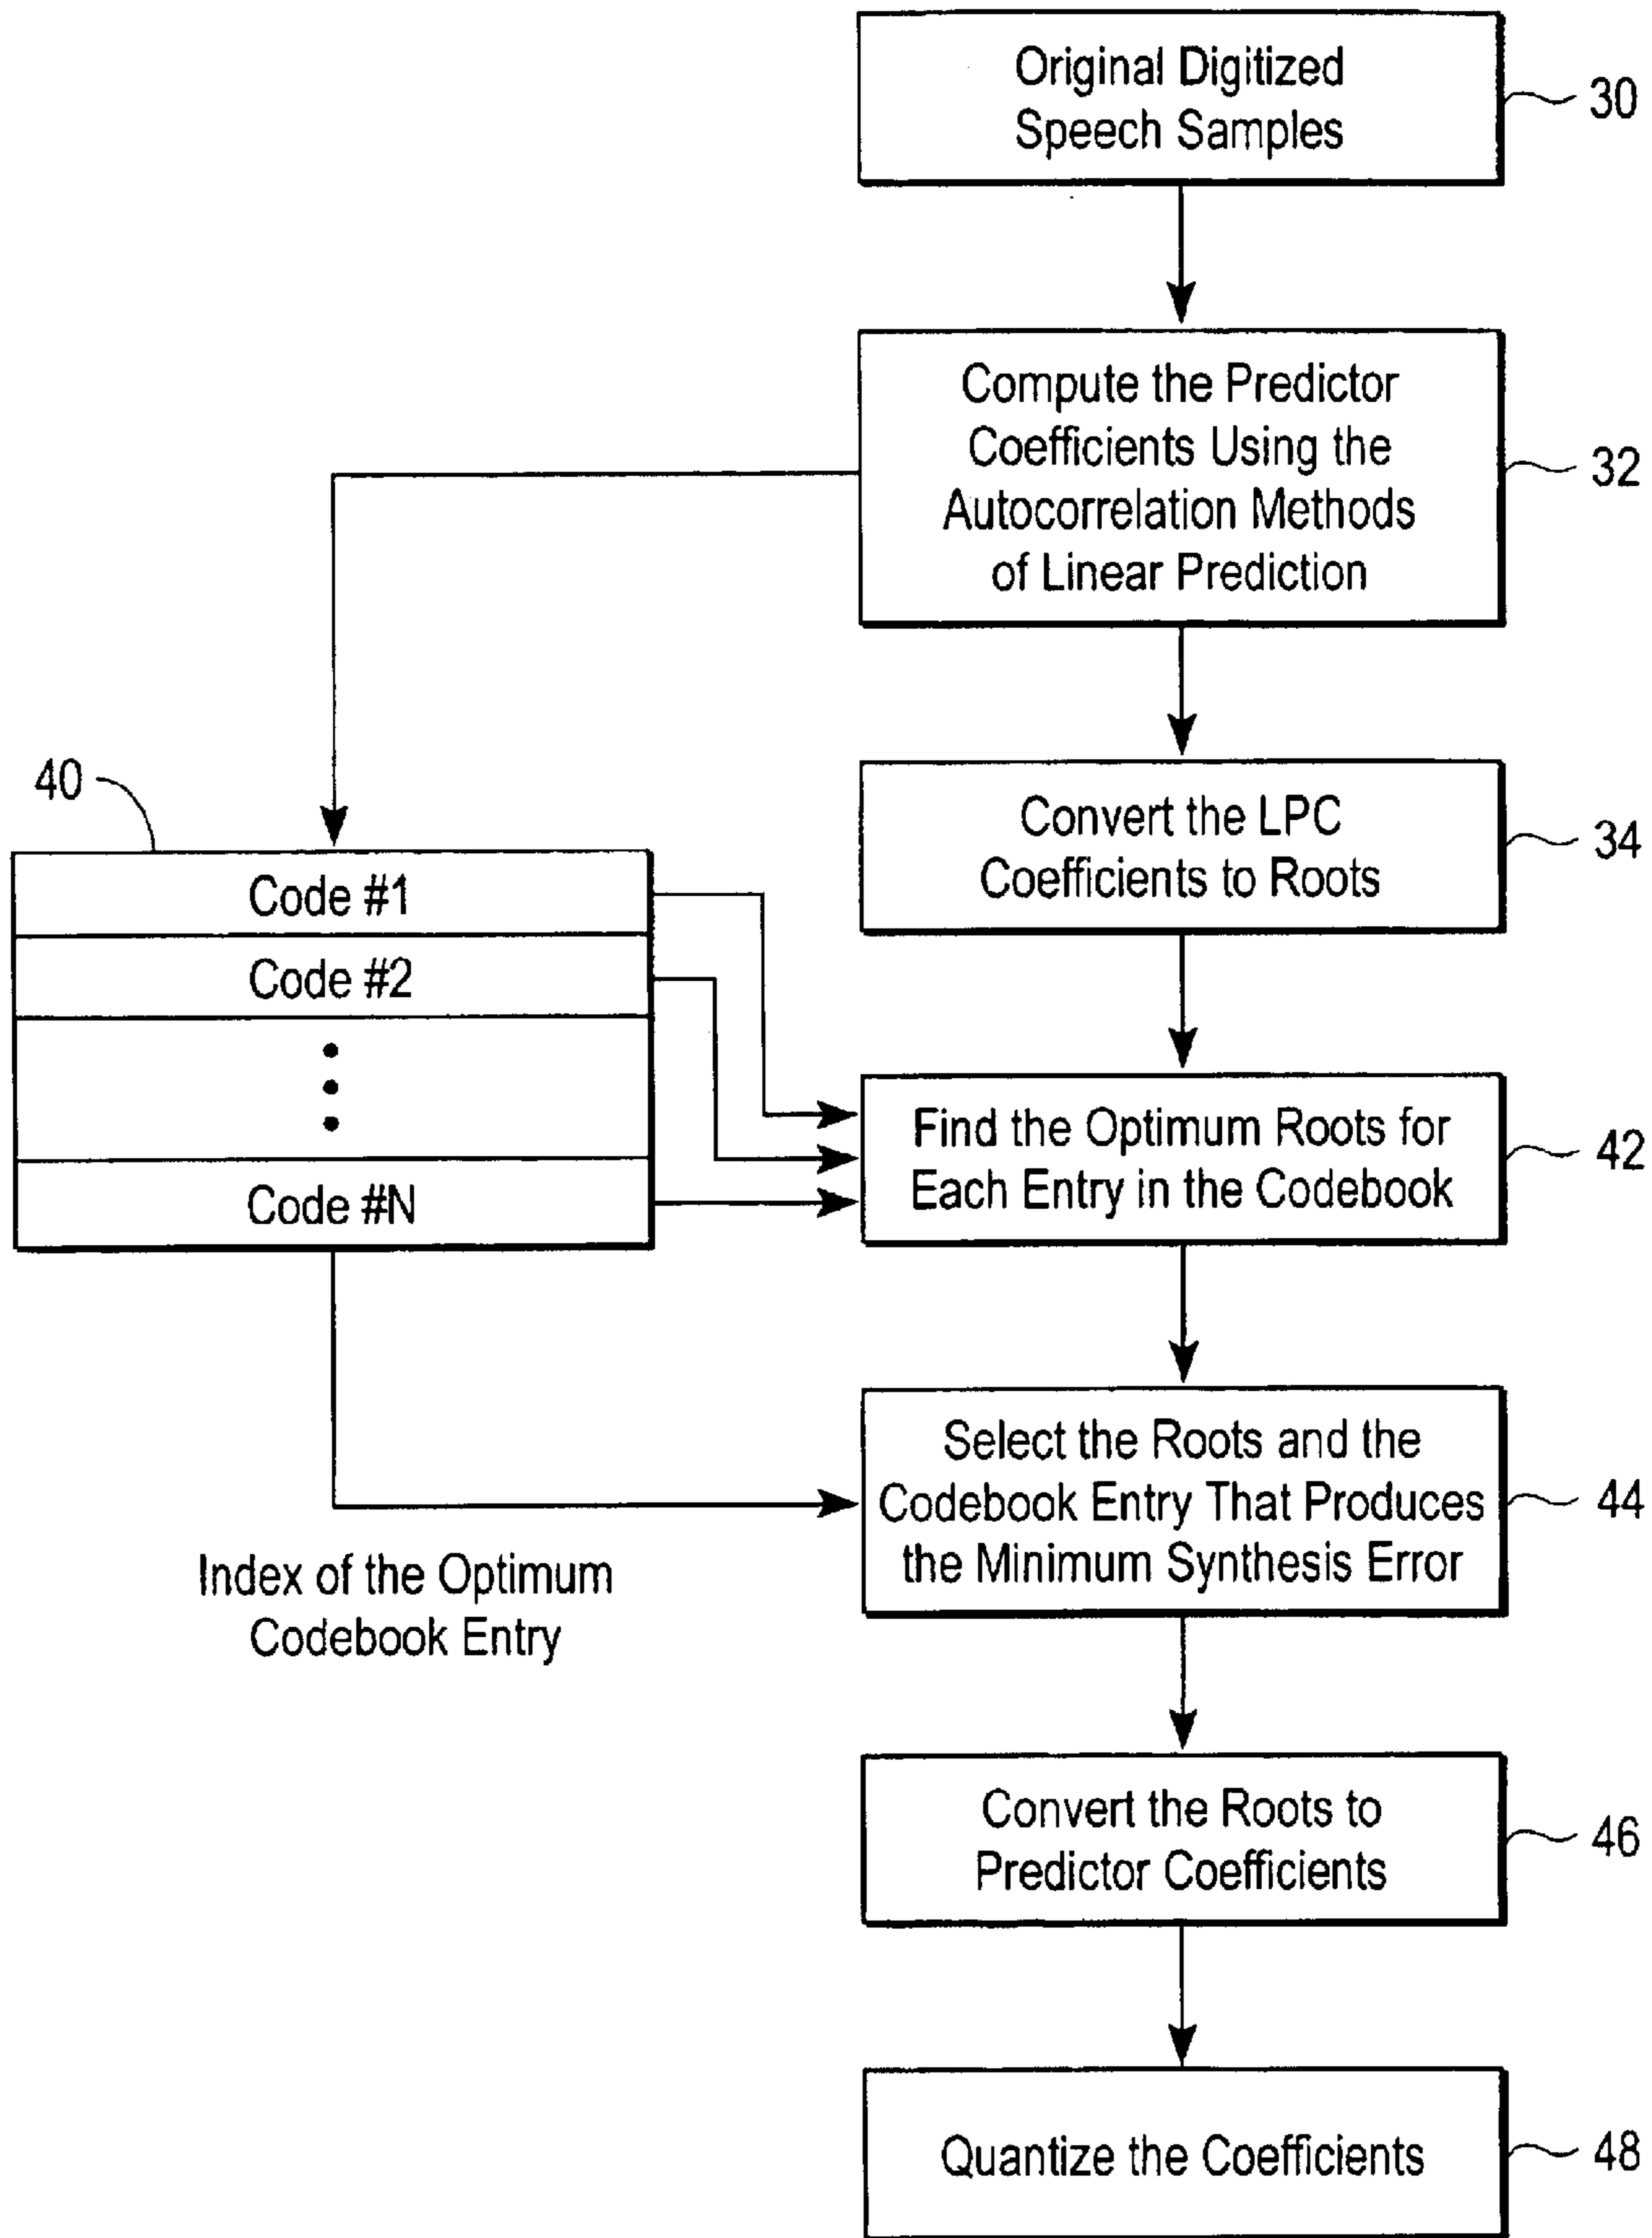 Original Digitized
Speech Samples
30
Compute the Predictor
Coefficients Using the
Autocorrelation Methods
of Linear Prediction
32
40
Convert the LPC
Coefficients to Roots
34
Code #1
Code #2
Code #N
Find the Optimum Roots for
Each Entry in the Codebook
42
Select the Roots and the
Codebook Entry That Produces
the Minimum Synthesis Error
44
Index of the Optimum
Codebook Entry
Convert the Roots to
Predictor Coefficients
46
Quantize the Coefficients
48